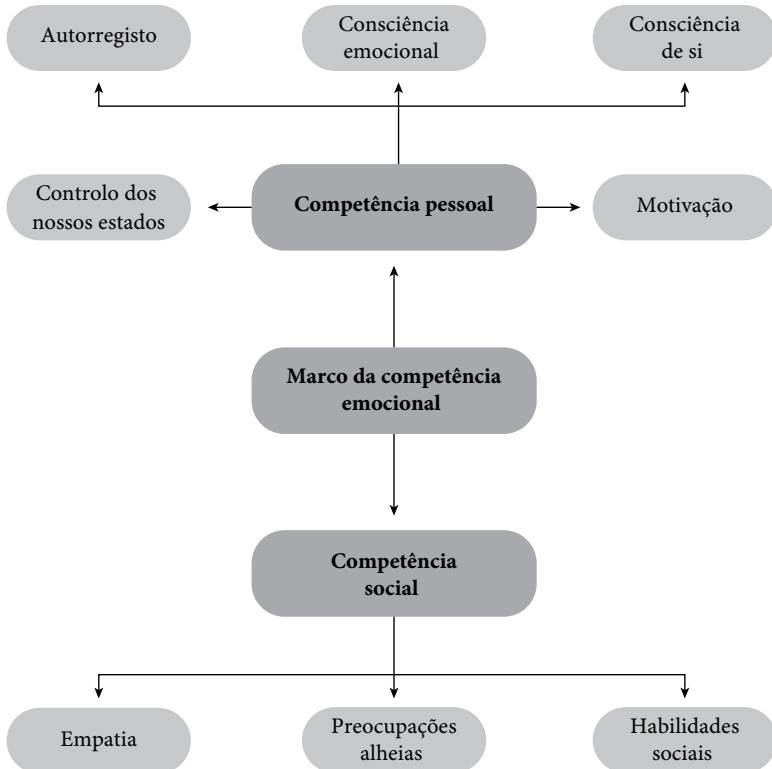 Autorregisto
Consciência
emocional
Consciência
de si
Controlo dos
nossos estados
Competência pessoal
Motivação
Marco da competência
emocional
Competência
social
Empatia
Preocupações
alheias
Habilidades
sociais